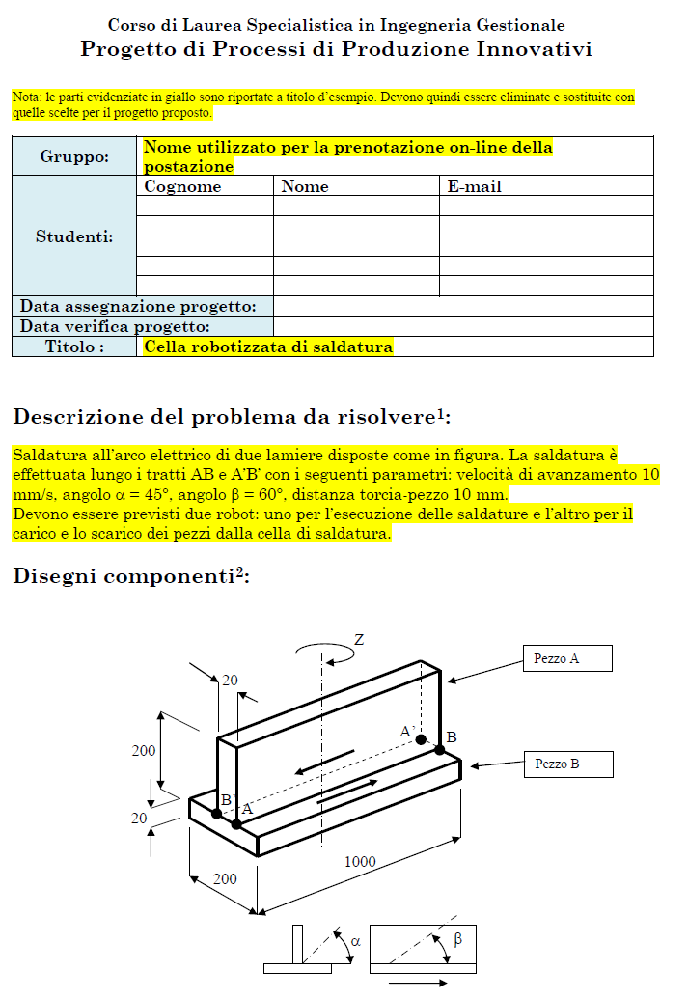 Corso di Laurea Specialistica in Ingegneria Gestionale
Progetto di Processi di Produzione Innovativi
Nota: le parti evidenziate in giallo sono riportate a titolo d'esempio. Devono quindi essere eliminate e sostituite con
quelle scelte per il progetto proposto.
Gruppo:
Nome utilizzato per la prenotazione on-line della
postazione
Studenti:
Cognome Nome E-mail
Data assegnazione progetto:
Data verifica progetto:
Titolo : Cella robotizzata di saldatura
Descrizione del problema da risolvere1:
Saldatura all'arco elettrico di due lamiere disposte come in figura. La saldatura è
effettuata lungo i tratti AB e A'B' con i seguenti parametri: velocità di avanzamento 10
mm/s, angolo α = 45°, angolo β = 60°, distanza torcia-pezzo 10 mm.
Devono essere previsti due robot: uno per l'esecuzione delle saldature e l'altro per il
carico e lo scarico dei pezzi dalla cella di saldatura.
Disegni componenti2:
Z
Pezzo A
20
A'
B
200
Pezzo B
B'
A
20
1000
200
α
β